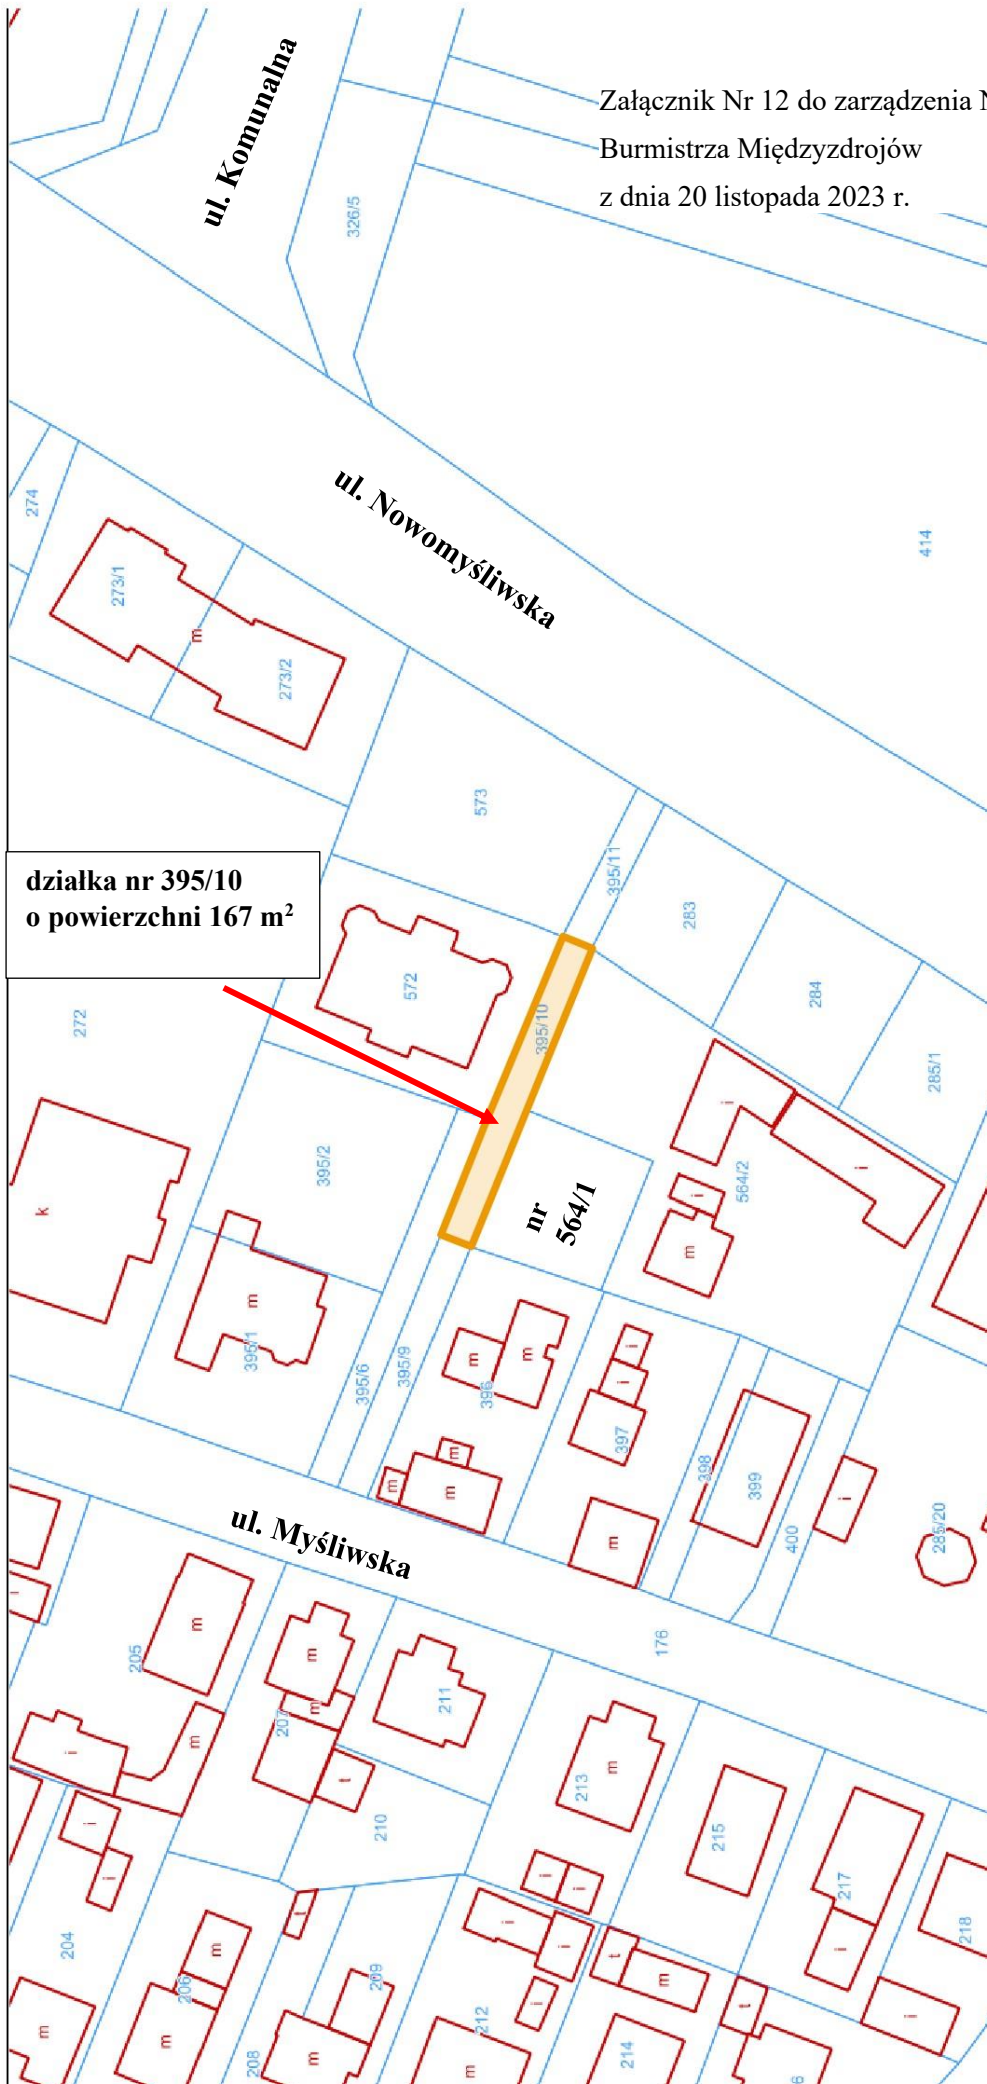 ul. Komunalna
Załącznik Nr 12 do zarządzenia
Burmistrza Międzyzdrojów
z dnia 20 listopada 2023 r.
326/5
ul. Nowomyśliwska
414
274
273/1
m
273/2
573
395/11
działka nr 395/10
o powierzchni 167 m²
283
284
572
395/10
272
285/1
i
i
395/2
564/2
i
k
nr
564/1
m
m
395/1
395/6
395/9
m
m
396
i
i
397
398
399
m
m
m
i
400
285/20
ul. Myśliwska
m
176
m
205
m
m
207
211
213
m
i
m
t
210
215
217
i
i
i
i
204
t
i
i
t
m
i
218
m
206
209
i
t
i
m
m
208
m
212
m
214